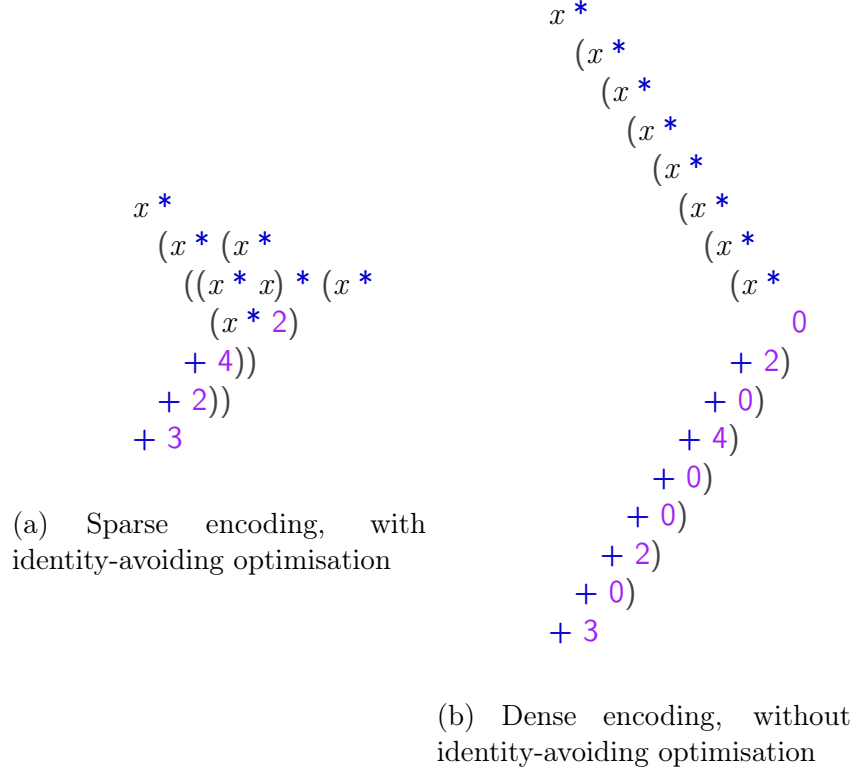 x *
(x * (x *
((x * x) * (x *
(x * 2)
+ 4))
+ 2))
+ 3
(a) Sparse encoding, with
identity-avoiding optimisation
x *
(x *
(x *
(x *
(x *
(x *
(x *
(x *
0
+ 2)
+ 0)
+ 4)
+ 0)
+ 0)
+ 2)
+ 0)
+ 3
(b) Dense encoding, without
identity-avoiding optimisation